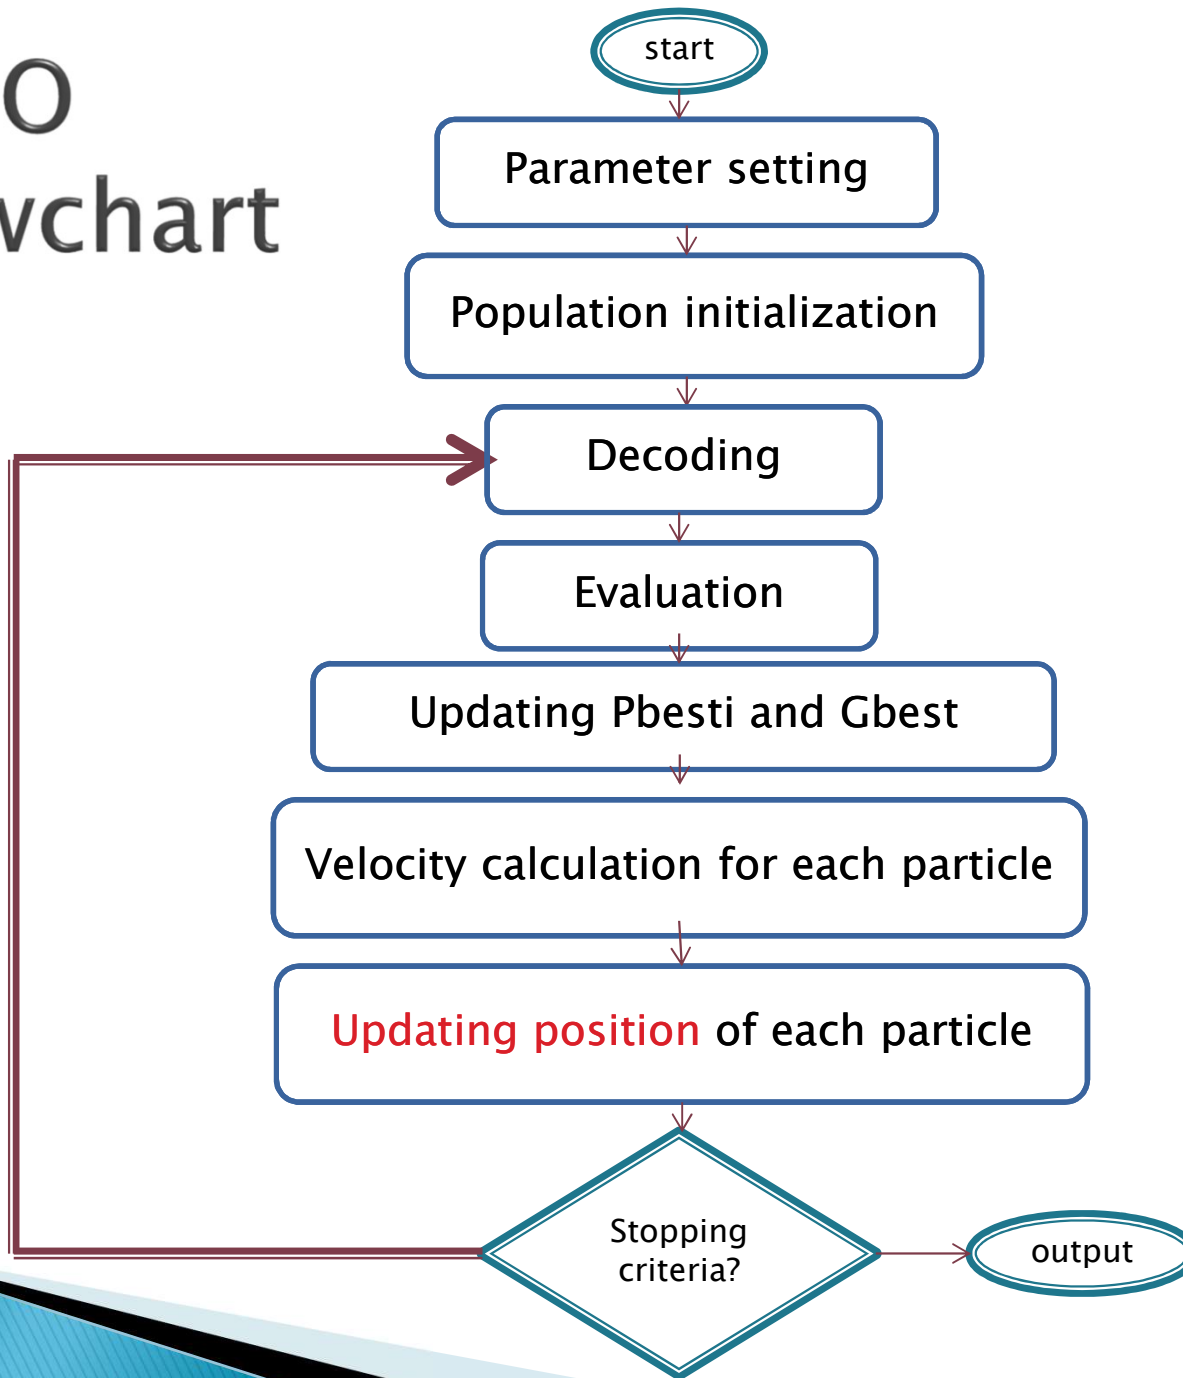 O
wchart
start
Parameter setting
Population initialization
Decoding
Evaluation
Updating Pbesti and Gbest
Velocity calculation for each particle
Updating position of each particle
Stopping
criteria?
output